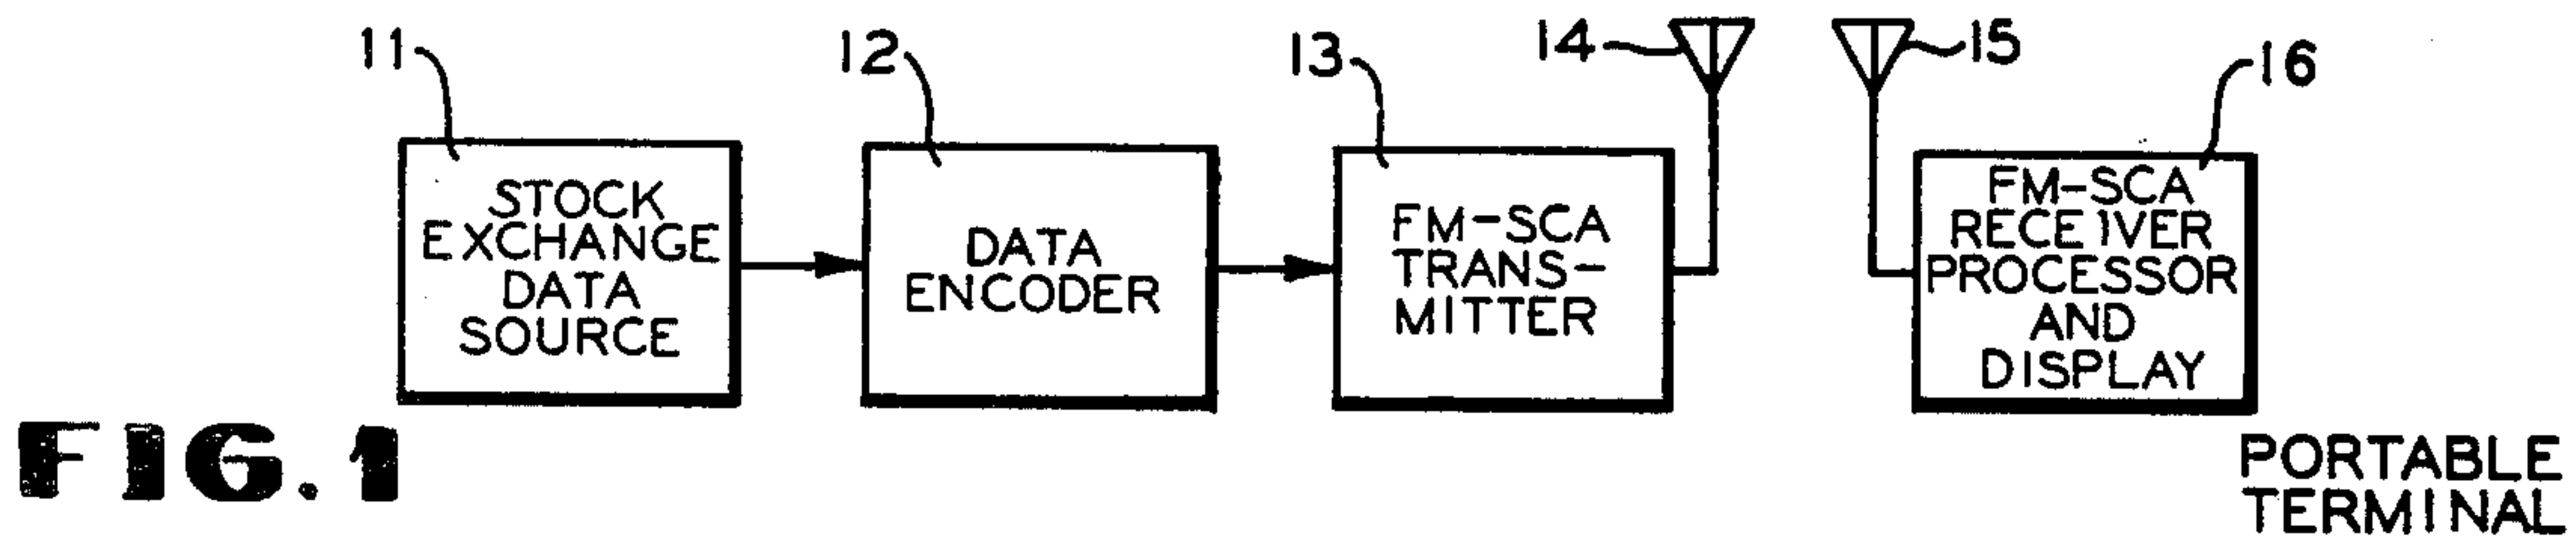 11
12
13
14
15
16
STOCK
EXCHANGE
DATA
SOURCE
DATA
ENCODER
FM-SCA
TRANS-
MITTER
FM-SCA
RECEIVER
PROCESSOR
AND
DISPLAY
FIG. 1
PORTABLE
TERMINAL